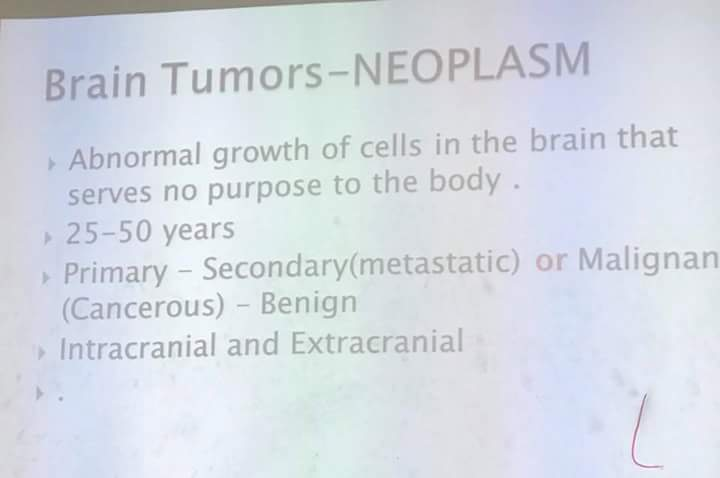 Brain Tumors-NEOPLASM
Abnormal growth of cells in the brain that
serves no purpose to the body .
25-50 years
Primary - Secondary(metastatic) or Malignan
(Cancerous) - Benign
Intracranial and Extracranial
.